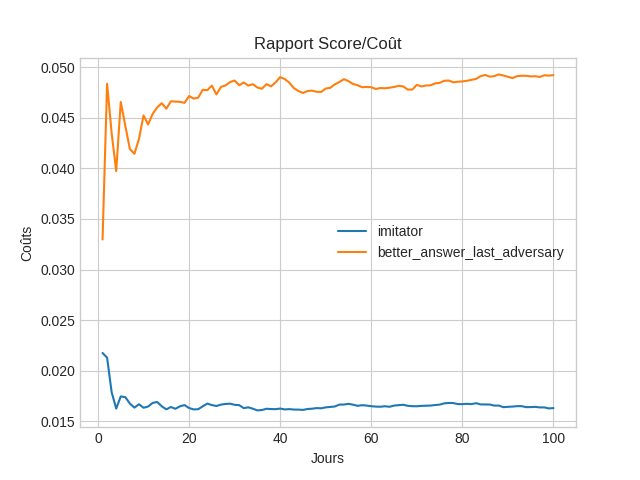 Rapport Score/Coût
0.050
0.045
0.040
0.035
0.030
0.025
0.020
0.015
Coûts
imitator
better_answer_last_adversary
0 20 40 60 80 100
Jours